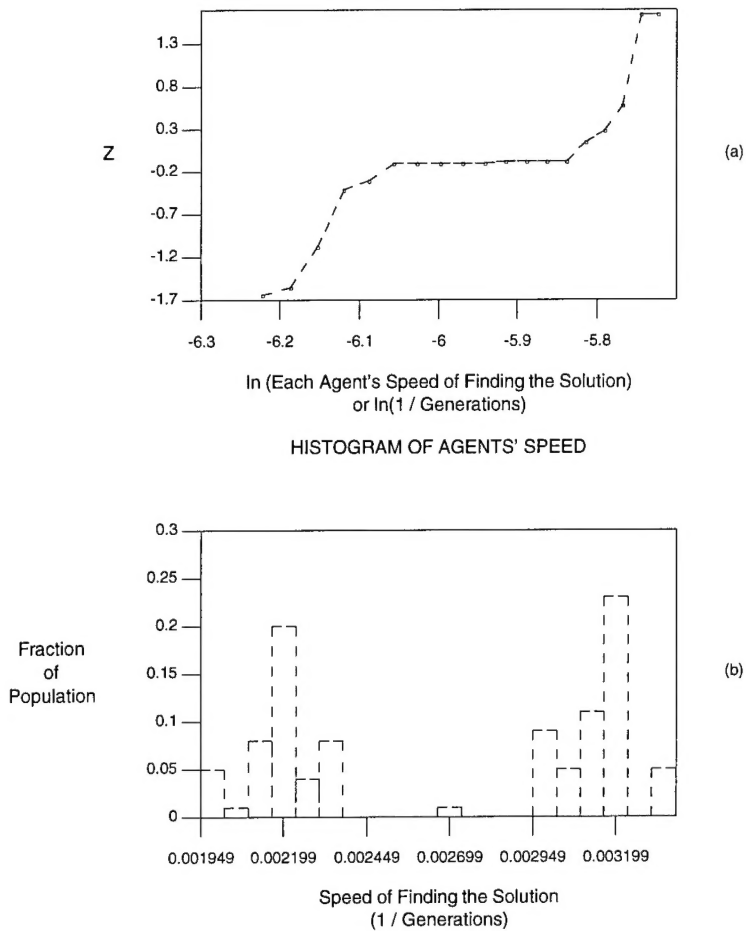 1.3
0.8
0.3
Z
(a)
-0.2
-0.7
-1.2
-1.7
-6.3 -6.2 -6.1 -6 -5.9 -5.8
ln (Each Agent's Speed of Finding the Solution)
or ln(1 / Generations)
HISTOGRAM OF AGENTS' SPEED
0.3
0.25
0.2
Fraction
of
Population
(b)
0.15
0.1
0.05
0
0.001949 0.002199 0.002449 0.002699 0.002949 0.003199
Speed of Finding the Solution
(1 / Generations)